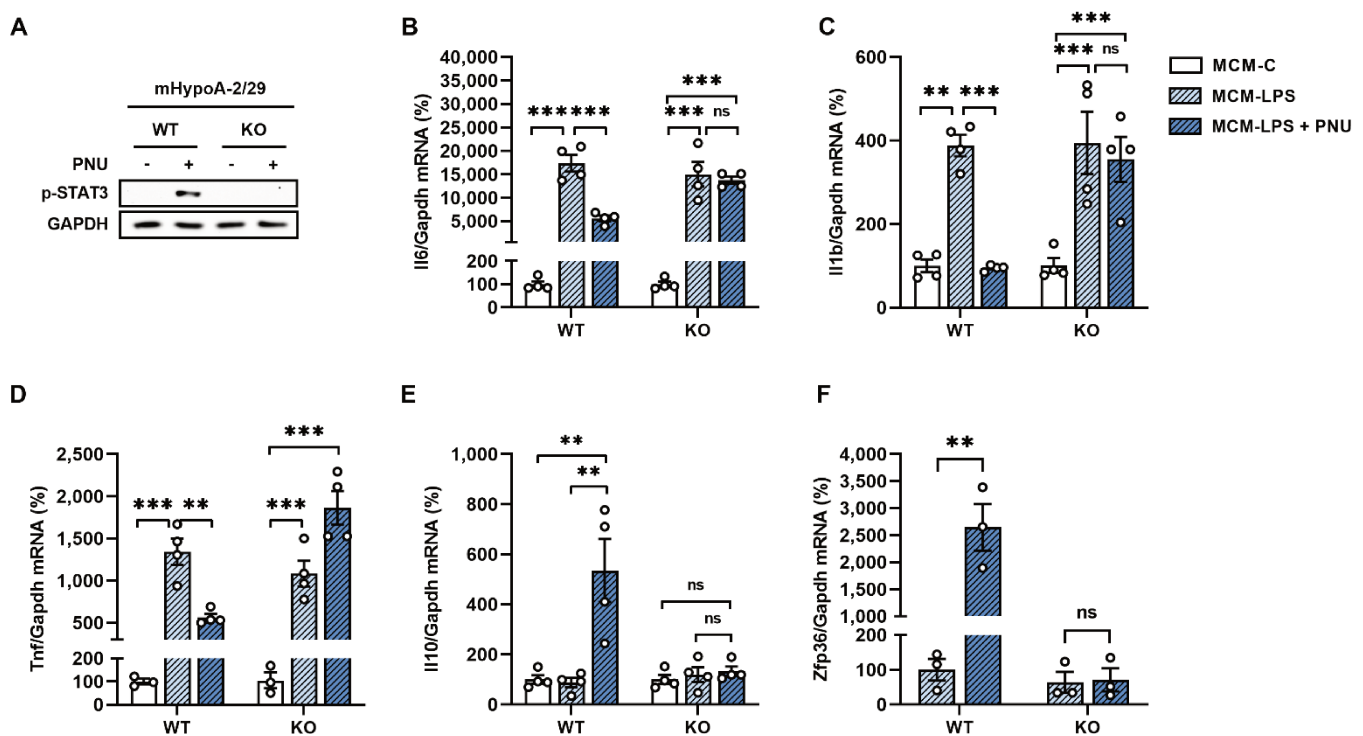 A
mHypoA-2/29
WT KO
PNU - + - +
p-STAT3
GAPDH
B
Il6/Gapdh mRNA (%)
40,000
35,000
30,000
25,000
20,000
15,000
10,000
5,000
200
100
0
*** *** *** *** ns
WT KO
C
Il1b/Gapdh mRNA (%)
600
400
200
0
** *** *** *** ns
WT KO
MCM-C
MCM-LPS
MCM-LPS + PNU
D
Tnf/Gapdh mRNA (%)
2,500
2,000
1,500
1,000
500
200
100
0
*** ** *** ***
WT KO
E
Il10/Gapdh mRNA (%)
1,000
800
600
400
200
0
** ** ns ns
WT KO
F
Zfp36/Gapdh mRNA (%)
4,000
3,500
3,000
2,500
2,000
1,500
1,000
200
100
0
** ns
WT KO